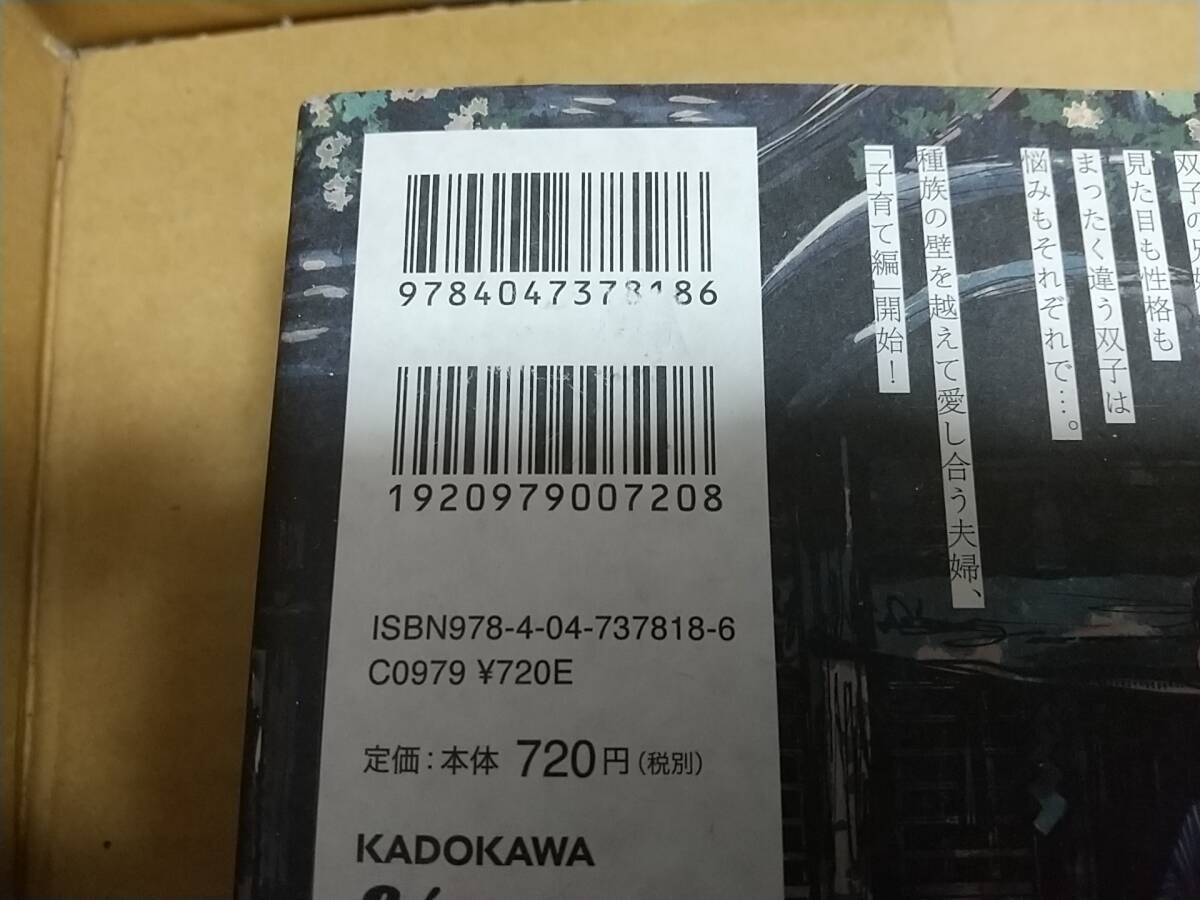 9784047378186
1920979007208
ISBN978-4-04-737818-6
C0979 ¥720E
定価:本体 720円(税別)
KADOKAWA
双子の
見た目も性格も
まったく違う双子は
悩みもそれぞれで…。
種族の壁を越えて愛し合う夫婦、
「子育て編」開始!